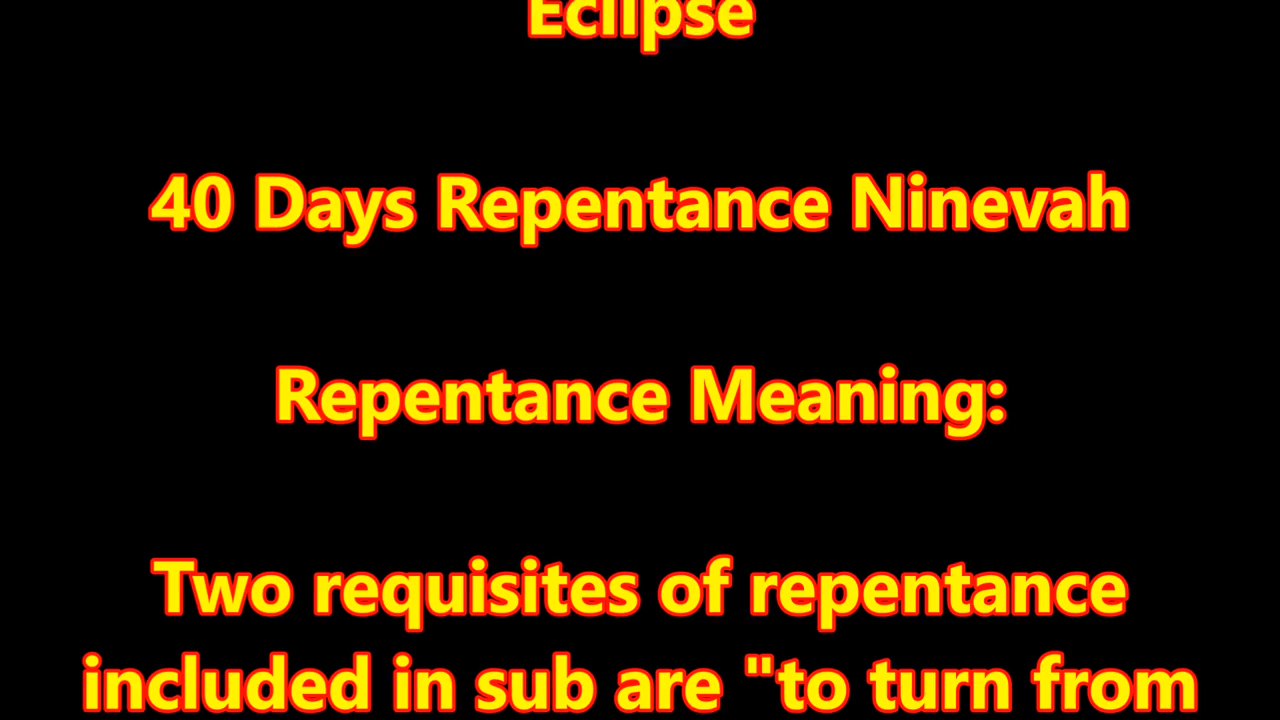 Eclipse
40 Days Repentance Ninevah
Repentance Meaning:
Two requisites of repentance
included in sub are "to turn from